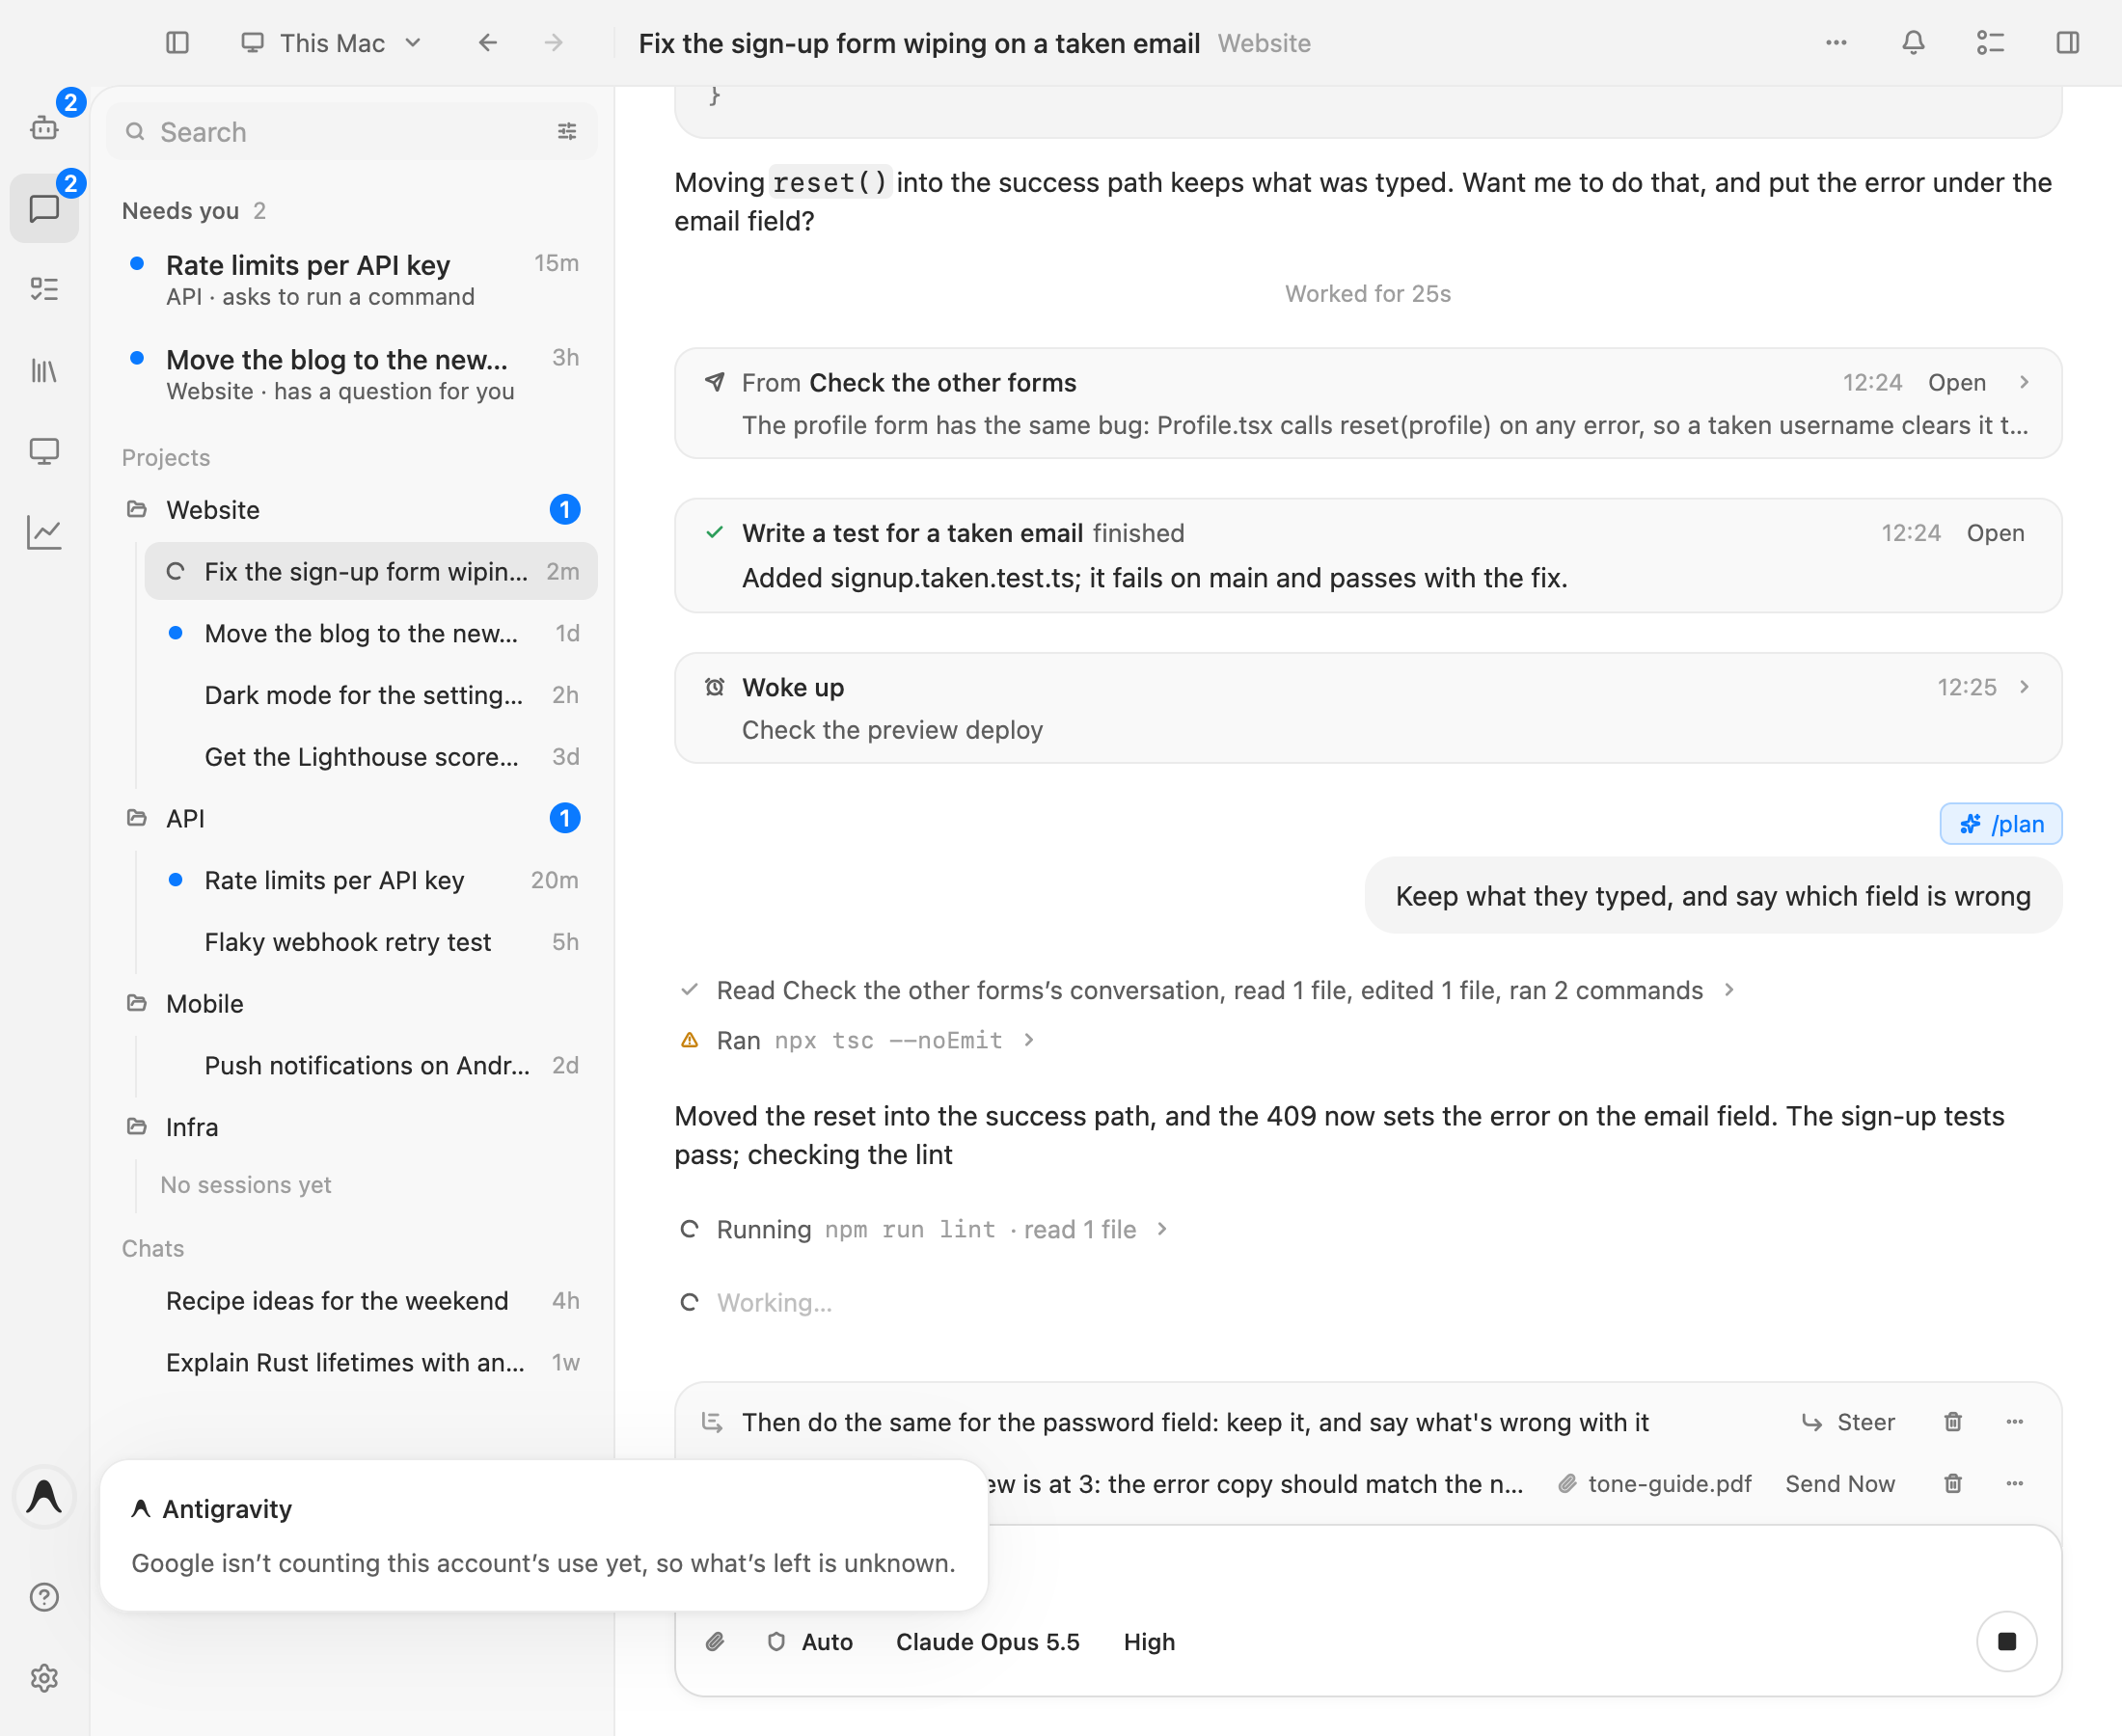 This Mac
Fix the sign-up form wiping on a taken email Website
2
2
Search
Needs you 2
Rate limits per API key 15m
API · asks to run a command
Move the blog to the new... 3h
Website · has a question for you
Projects
Website 1
Fix the sign-up form wipin... 2m
Move the blog to the new... 1d
Dark mode for the setting... 2h
Get the Lighthouse score... 3d
API 1
Rate limits per API key 20m
Flaky webhook retry test 5h
Mobile
Push notifications on Andr... 2d
Infra
No sessions yet
Chats
Recipe ideas for the weekend 4h
Explain Rust lifetimes with an... 1w
}
Moving reset() into the success path keeps what was typed. Want me to do that, and put the error under the
email field?
Worked for 25s
From Check the other forms 12:24 Open
The profile form has the same bug: Profile.tsx calls reset(profile) on any error, so a taken username clears it t...
Write a test for a taken email finished 12:24 Open
Added signup.taken.test.ts; it fails on main and passes with the fix.
Woke up 12:25
Check the preview deploy
/plan
Keep what they typed, and say which field is wrong
Read Check the other forms’s conversation, read 1 file, edited 1 file, ran 2 commands
Ran npx tsc --noEmit
Moved the reset into the success path, and the 409 now sets the error on the email field. The sign-up tests
pass; checking the lint
Running npm run lint · read 1 file
Working...
Then do the same for the password field: keep it, and say what's wrong with it Steer
is at 3: the error copy should match the n... tone-guide.pdf Send Now
Antigravity
Google isn’t counting this account’s use yet, so what’s left is unknown.
Auto Claude Opus 5.5 High